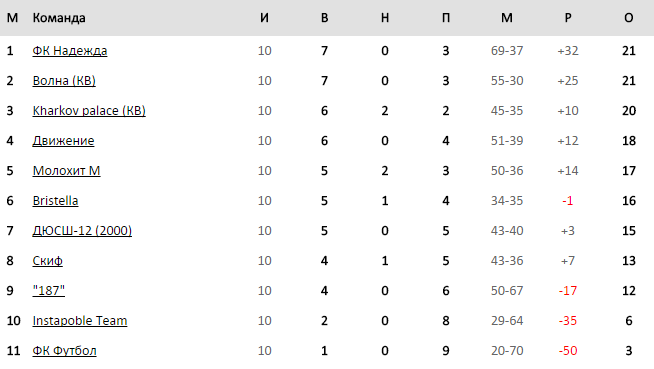 М Команда И В Н П М Р О
1 ФК Надежда 10 7 0 3 69-37 +32 21
2 Волна (КВ) 10 7 0 3 55-30 +25 21
3 Kharkov palace (КВ) 10 6 2 2 45-35 +10 20
4 Движение 10 6 0 4 51-39 +12 18
5 Молохит М 10 5 2 3 50-36 +14 17
6 Bristella 10 5 1 4 34-35 -1 16
7 ДЮСШ-12 (2000) 10 5 0 5 43-40 +3 15
8 Скиф 10 4 1 5 43-36 +7 13
9 "187" 10 4 0 6 50-67 -17 12
10 Instapoble Team 10 2 0 8 29-64 -35 6
11 ФК Футбол 10 1 0 9 20-70 -50 3